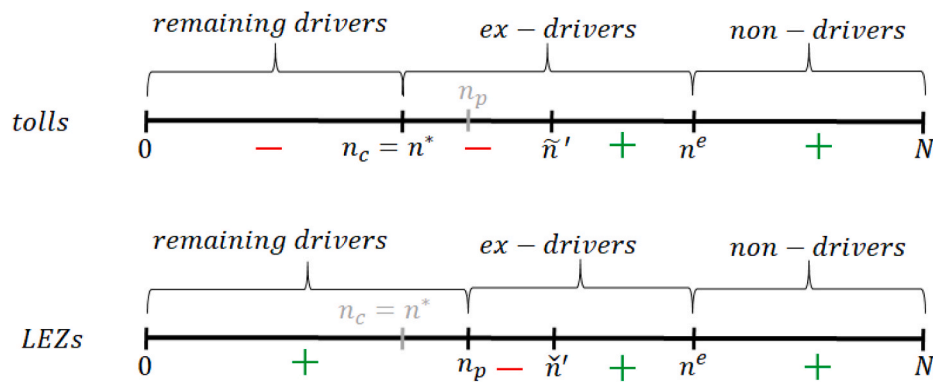 remaining drivers ex − drivers non − drivers
n_p
tolls
0 − n_c = n^* − ñ ′ + n^e + N
remaining drivers ex − drivers non − drivers
n_c = n^*
LEZs
0 + n_p − ň′ + n^e + N